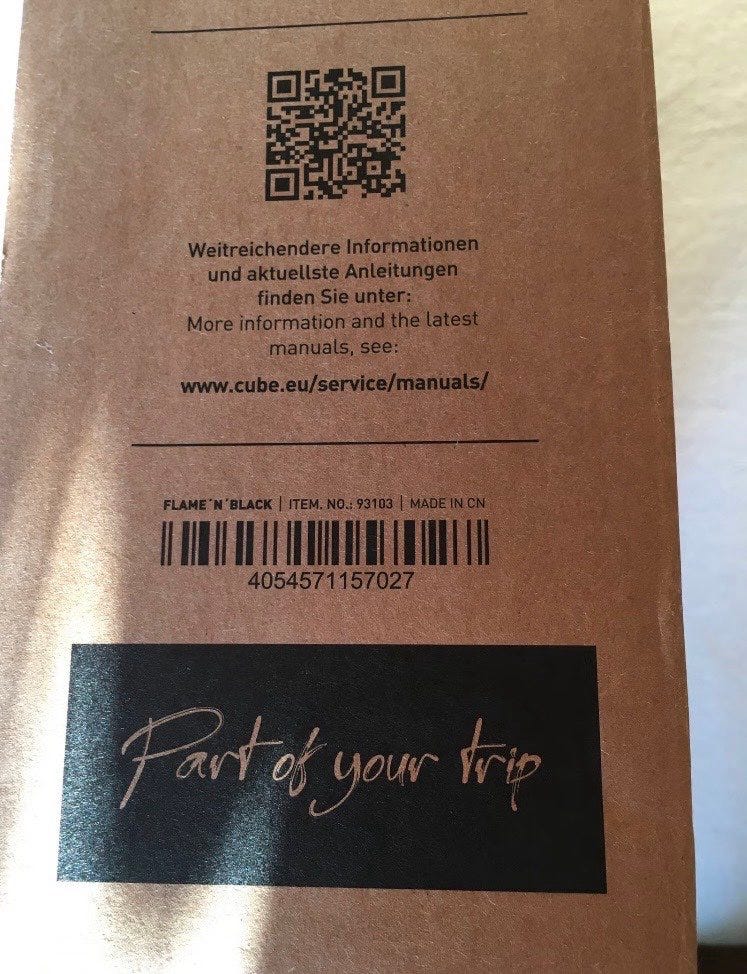 Weitreichendere Informationen
und aktuellste Anleitungen
finden Sie unter:
More information and the latest
manuals, see:
www.cube.eu/service/manuals/
FLAME´N´BLACK | ITEM. NO.: 93103 | MADE IN CN
4054571157027
Part of your trip